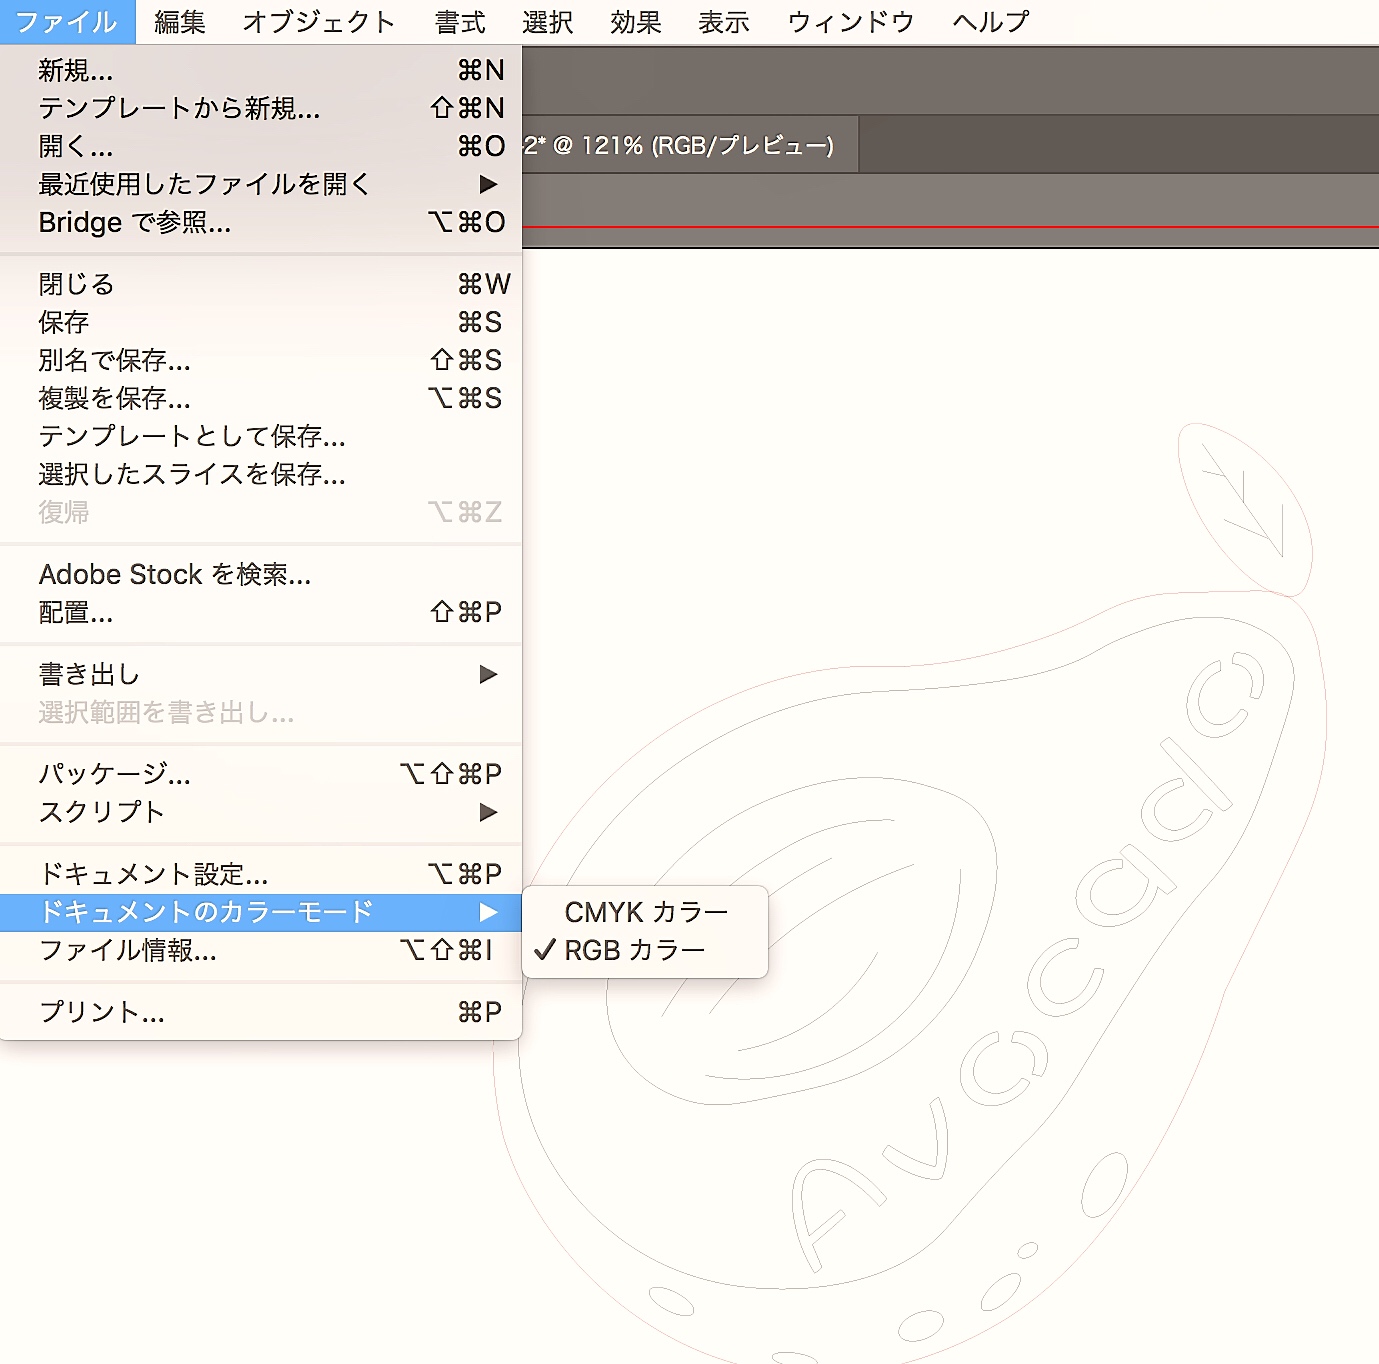 ファイル 編集 オブジェクト 書式 選択 効果 表示 ウィンドウ ヘルプ
新規... ⌘N
テンプレートから新規... ⇧⌘N
開く... ⌘O
最近使用したファイルを開く ▶
Bridge で参照... ⌥⌘O
閉じる ⌘W
保存 ⌘S
別名で保存... ⇧⌘S
複製を保存... ⌥⌘S
テンプレートとして保存...
選択したスライスを保存...
復帰 ⌥⌘Z
Adobe Stock を検索...
配置... ⇧⌘P
書き出し ▶
選択範囲を書き出し...
パッケージ... ⌥⇧⌘P
スクリプト ▶
ドキュメント設定... ⌥⌘P
ドキュメントのカラーモード ▶
ファイル情報... ⌥⇧⌘I
プリント... ⌘P
CMYK カラー
✓ RGB カラー
-2* @ 121% (RGB/プレビュー)
Avocado